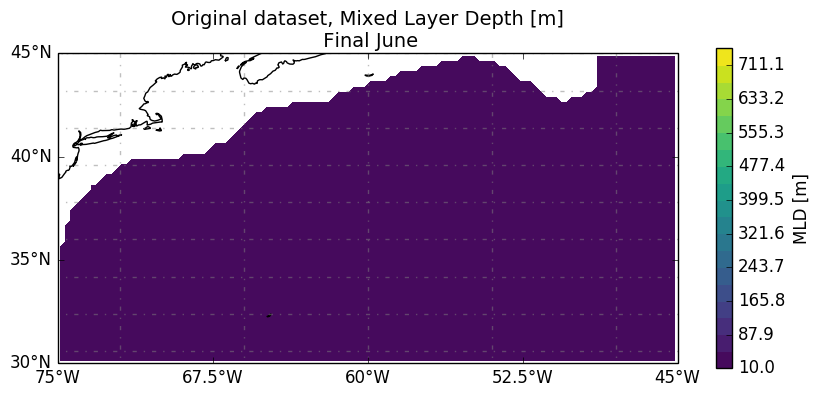 Original dataset, Mixed Layer Depth [m]
Final June
45°N
40°N
35°N
30°N
75°W
67.5°W
60°W
52.5°W
45°W
711.1
633.2
555.3
477.4
399.5
321.6
243.7
165.8
87.9
10.0
MLD [m]